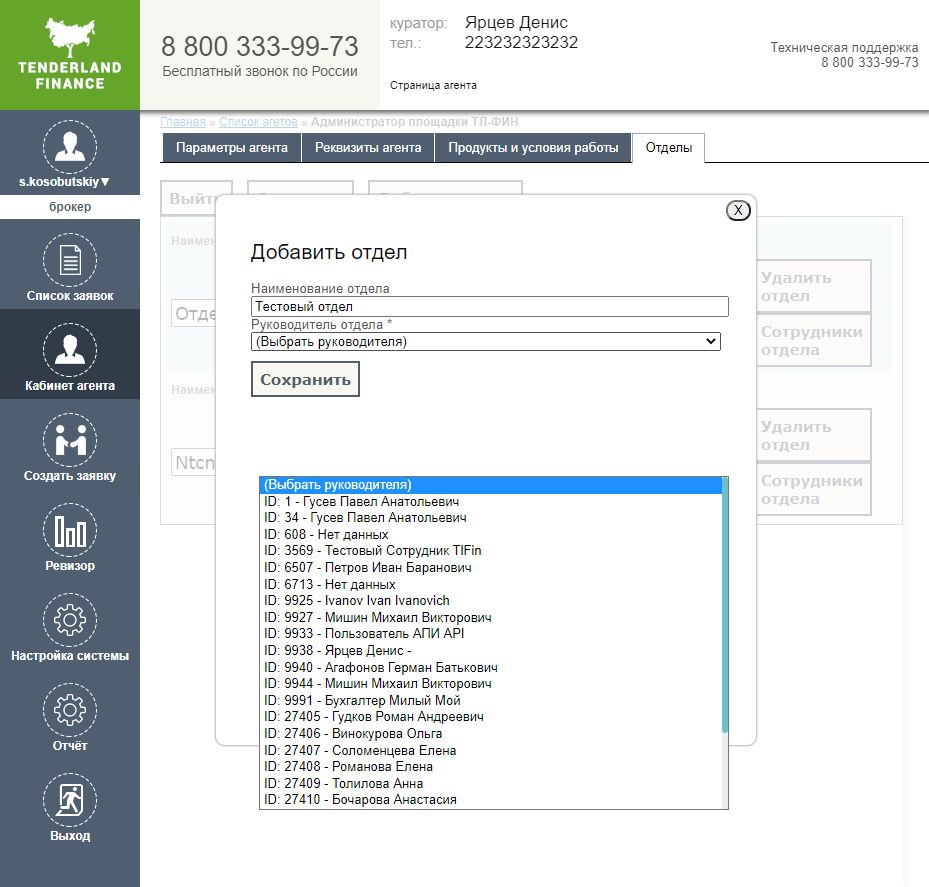 TENDERLAND
FINANCE
8 800 333-99-73
Бесплатный звонок по России
куратор: Ярцев Денис
тел.: 223232323232
Страница агента
Техническая поддержка
8 800 333-99-73
s.kosobutskiy▼
брокер
Список заявок
Кабинет агента
Создать заявку
Ревизор
Настройка системы
Отчёт
Выход
Главная » Список агетов » Администратор площадки ТЛ-ФИН
Параметры агента
Реквизиты агента
Продукты и условия работы
Отделы
X
Добавить отдел
Наименование отдела
Тестовый отдел
Руководитель отдела *
(Выбрать руководителя)
Сохранить
(Выбрать руководителя)
ID: 1 - Гусев Павел Анатольевич
ID: 34 - Гусев Павел Анатольевич
ID: 608 - Нет данных
ID: 3569 - Тестовый Сотрудник TlFin
ID: 6507 - Петров Иван Баранович
ID: 6713 - Нет данных
ID: 9925 - Ivanov Ivan Ivanovich
ID: 9927 - Мишин Михаил Викторович
ID: 9933 - Пользователь АПИ API
ID: 9938 - Ярцев Денис -
ID: 9940 - Агафонов Герман Батькович
ID: 9944 - Мишин Михаил Викторович
ID: 9991 - Бухгалтер Милый Мой
ID: 27405 - Гудков Роман Андреевич
ID: 27406 - Винокурова Ольга
ID: 27407 - Соломенцева Елена
ID: 27408 - Романова Елена
ID: 27409 - Толилова Анна
ID: 27410 - Бочарова Анастасия
Удалить
отдел
Сотрудники
отдела
Удалить
отдел
Сотрудники
отдела